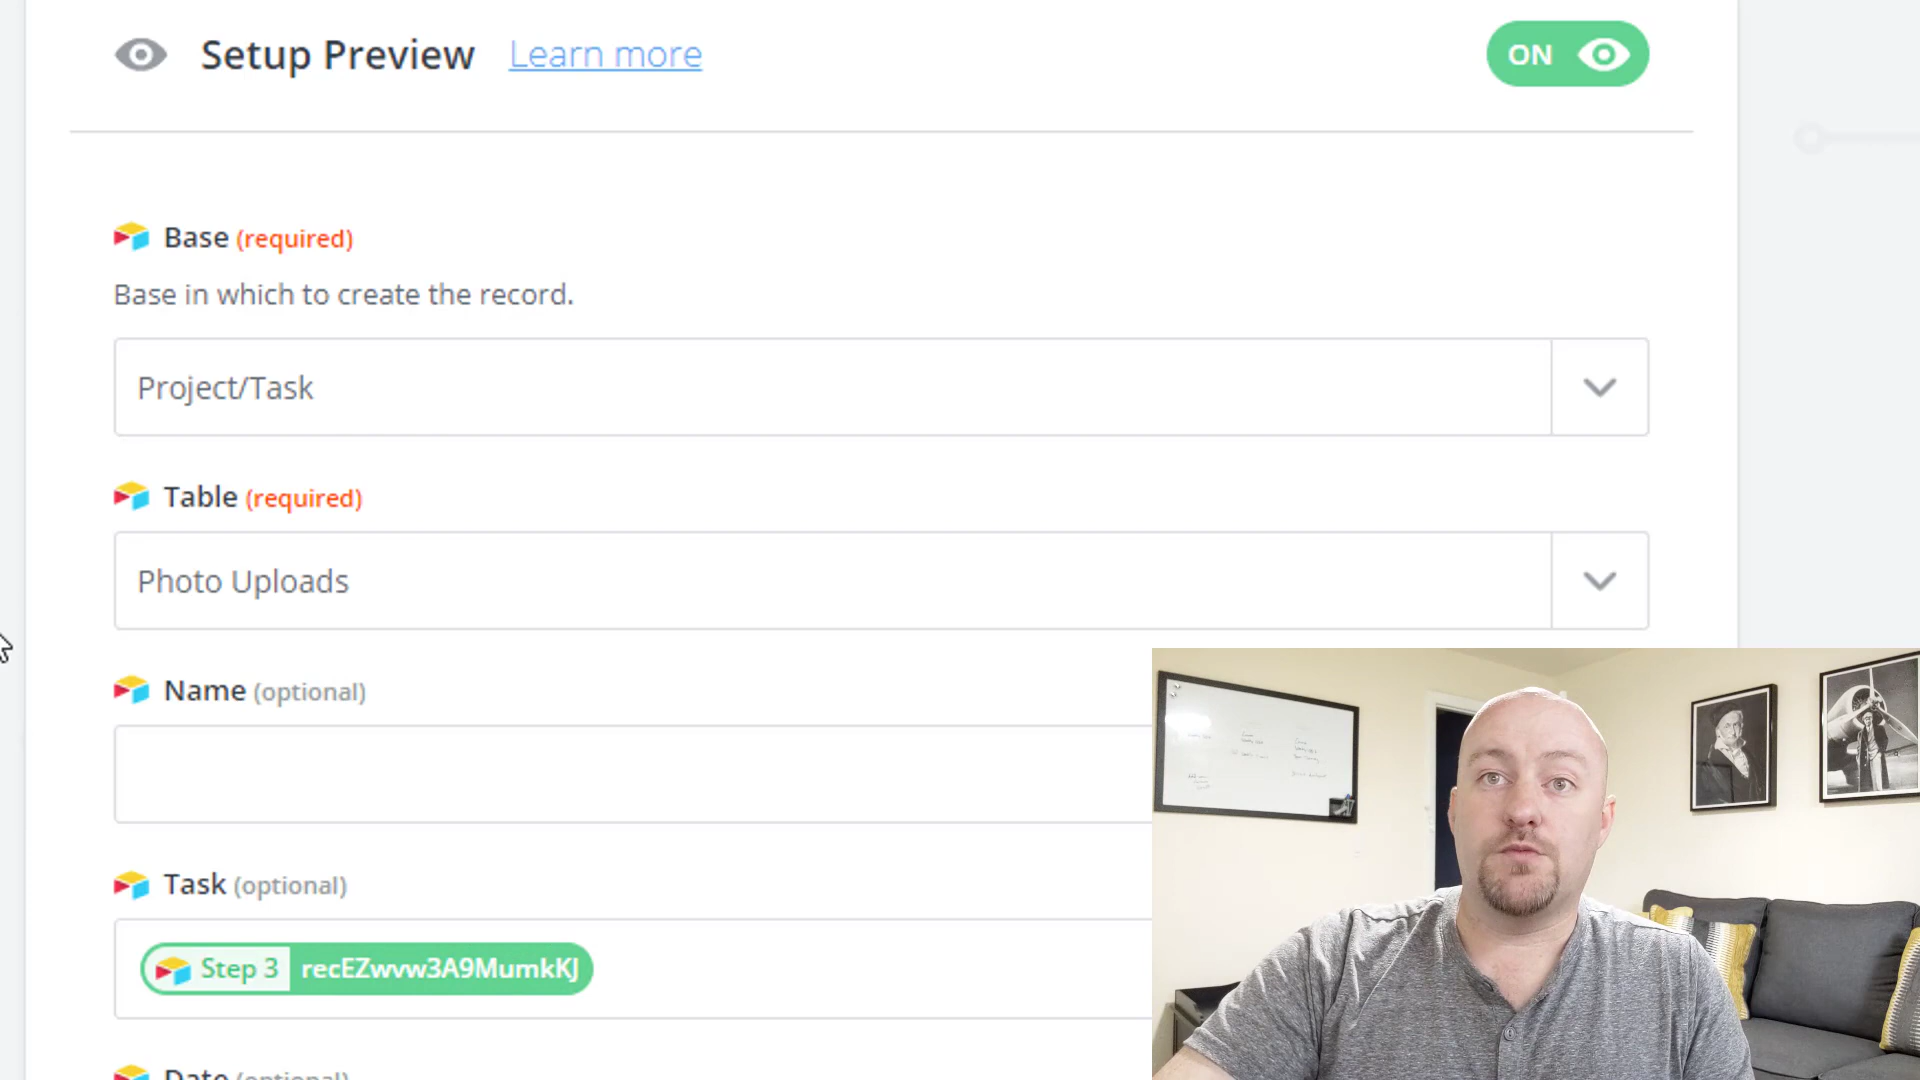 Setup Preview Learn more ON
Base (required)
Base in which to create the record.
Project/Task
Table (required)
Photo Uploads
Name (optional)
Task (optional)
Step 3 recEZwvw3A9MumkKJ
Date (optional)